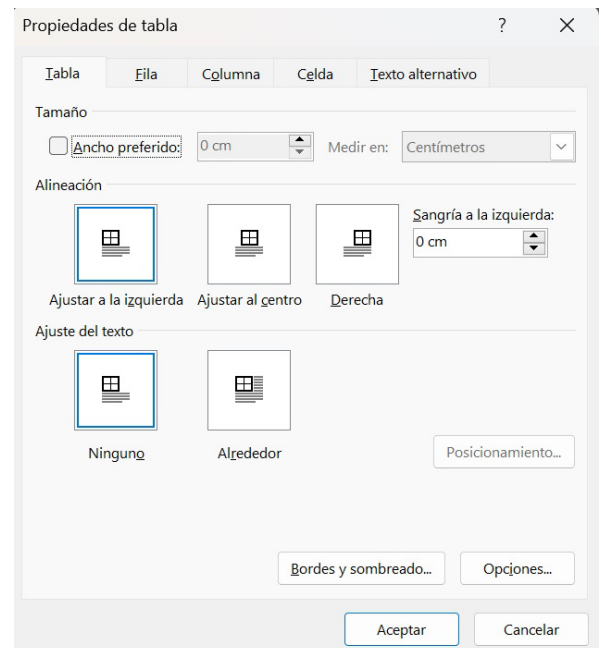 Propiedades de tabla ?
Tabla Fila Columna Celda Texto alternativo
Tamaño
Ancho preferido: 0 cm Medir en: Centímetros
Alineación
Sangría a la izquierda:
0 cm
Ajustar a la izquierda Ajustar al centro Derecha
Ajuste del texto
Ninguno Alrededor
Posicionamiento...
Bordes y sombreado... Opciones...
Aceptar Cancelar